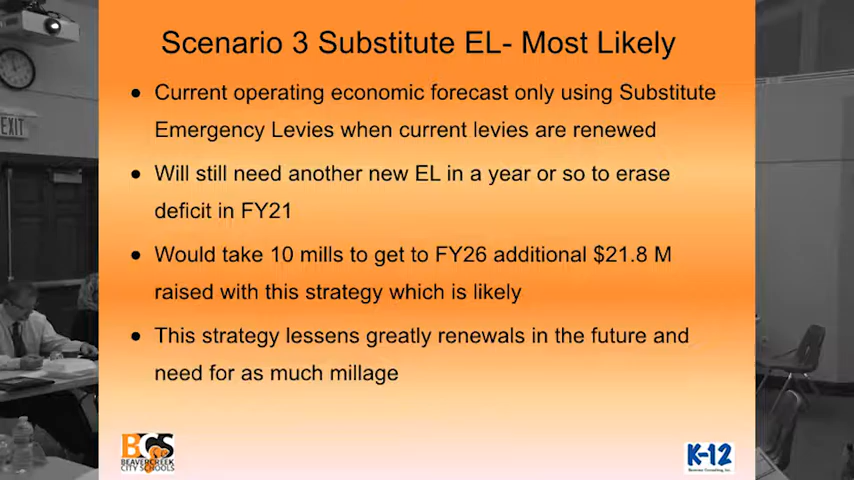 Scenario 3 Substitute EL- Most Likely
● Current operating economic forecast only using Substitute
Emergency Levies when current levies are renewed
● Will still need another new EL in a year or so to erase
deficit in FY21
● Would take 10 mills to get to FY26 additional $21.8 M
raised with this strategy which is likely
● This strategy lessens greatly renewals in the future and
need for as much millage
EXIT
BCS
BEAVERCREEK
CITY SCHOOLS
K-12